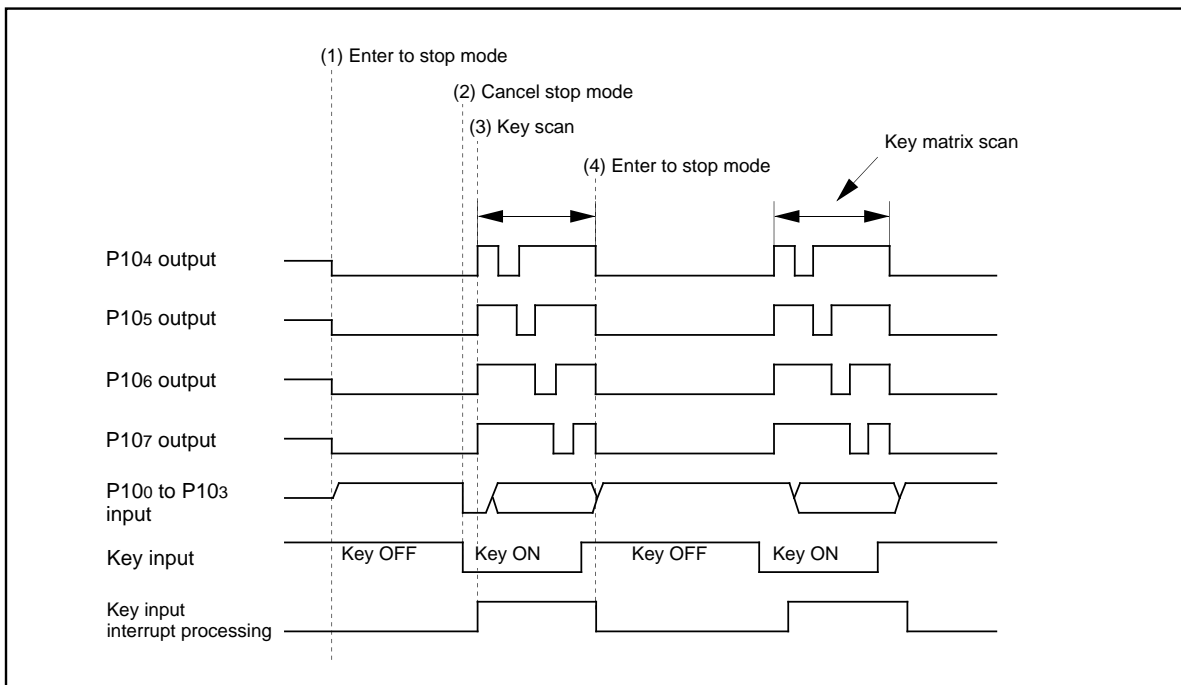 (1) Enter to stop mode
(2) Cancel stop mode
(3) Key scan
Key matrix scan
(4) Enter to stop mode
P104 output
P105 output
P106 output
P107 output
P100 to P103
input
Key input
Key OFF
Key ON
Key OFF
Key ON
Key input
interrupt processing